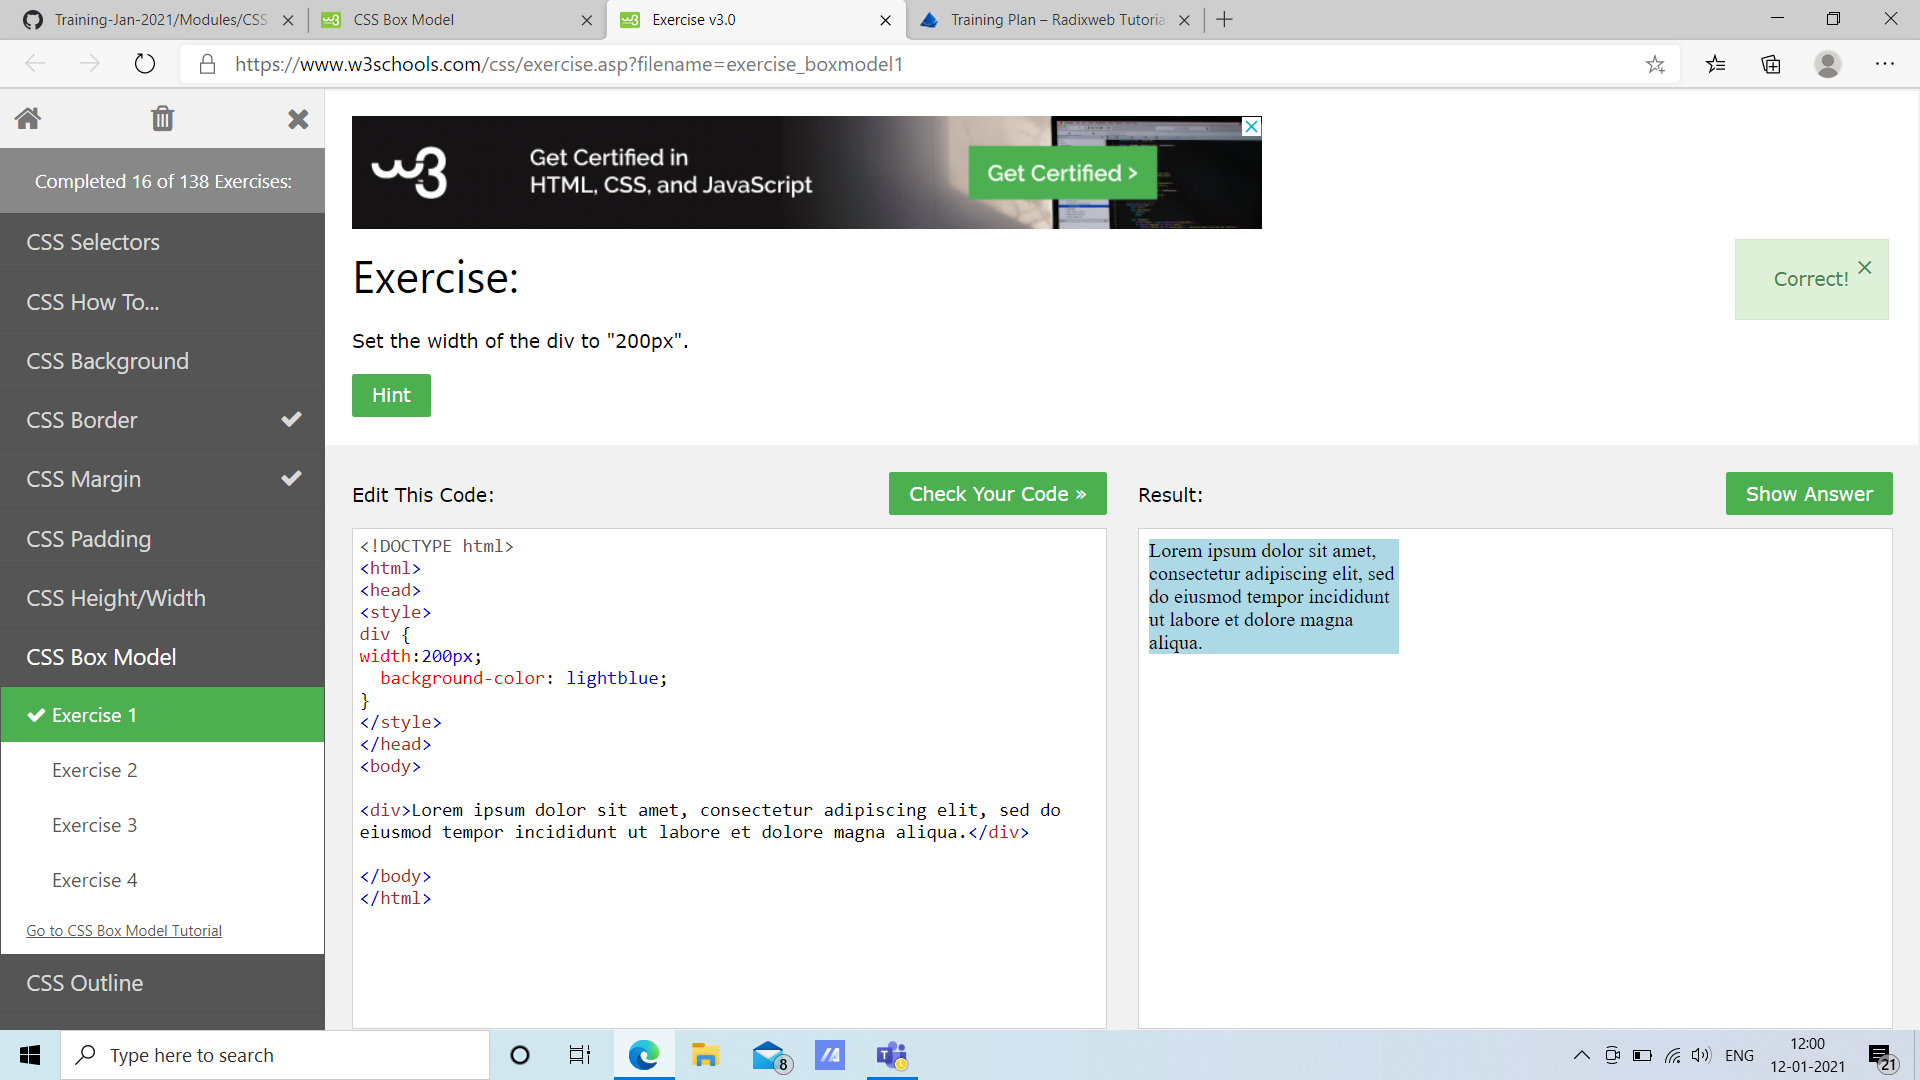 Training-Jan-2021/Modules/CSS
CSS Box Model
Exercise v3.0
Training Plan – Radixweb Tutoria
https://www.w3schools.com/css/exercise.asp?filename=exercise_boxmodel1
Completed 16 of 138 Exercises:
CSS Selectors
CSS How To...
CSS Background
CSS Border
CSS Margin
CSS Padding
CSS Height/Width
CSS Box Model
Exercise 1
Exercise 2
Exercise 3
Exercise 4
Go to CSS Box Model Tutorial
CSS Outline
w3
Get Certified in
HTML, CSS, and JavaScript
Get Certified >
Exercise:
Correct!
Set the width of the div to "200px".
Hint
Edit This Code:
Check Your Code »
<!DOCTYPE html>
<html>
<head>
<style>
div {
width:200px;
  background-color: lightblue;
}
</style>
</head>
<body>
<div>Lorem ipsum dolor sit amet, consectetur adipiscing elit, sed do
eiusmod tempor incididunt ut labore et dolore magna aliqua.</div>
</body>
</html>
Result:
Show Answer
Lorem ipsum dolor sit amet,
consectetur adipiscing elit, sed
do eiusmod tempor incididunt
ut labore et dolore magna
aliqua.
Type here to search
8
ENG
12:00
12-01-2021
21